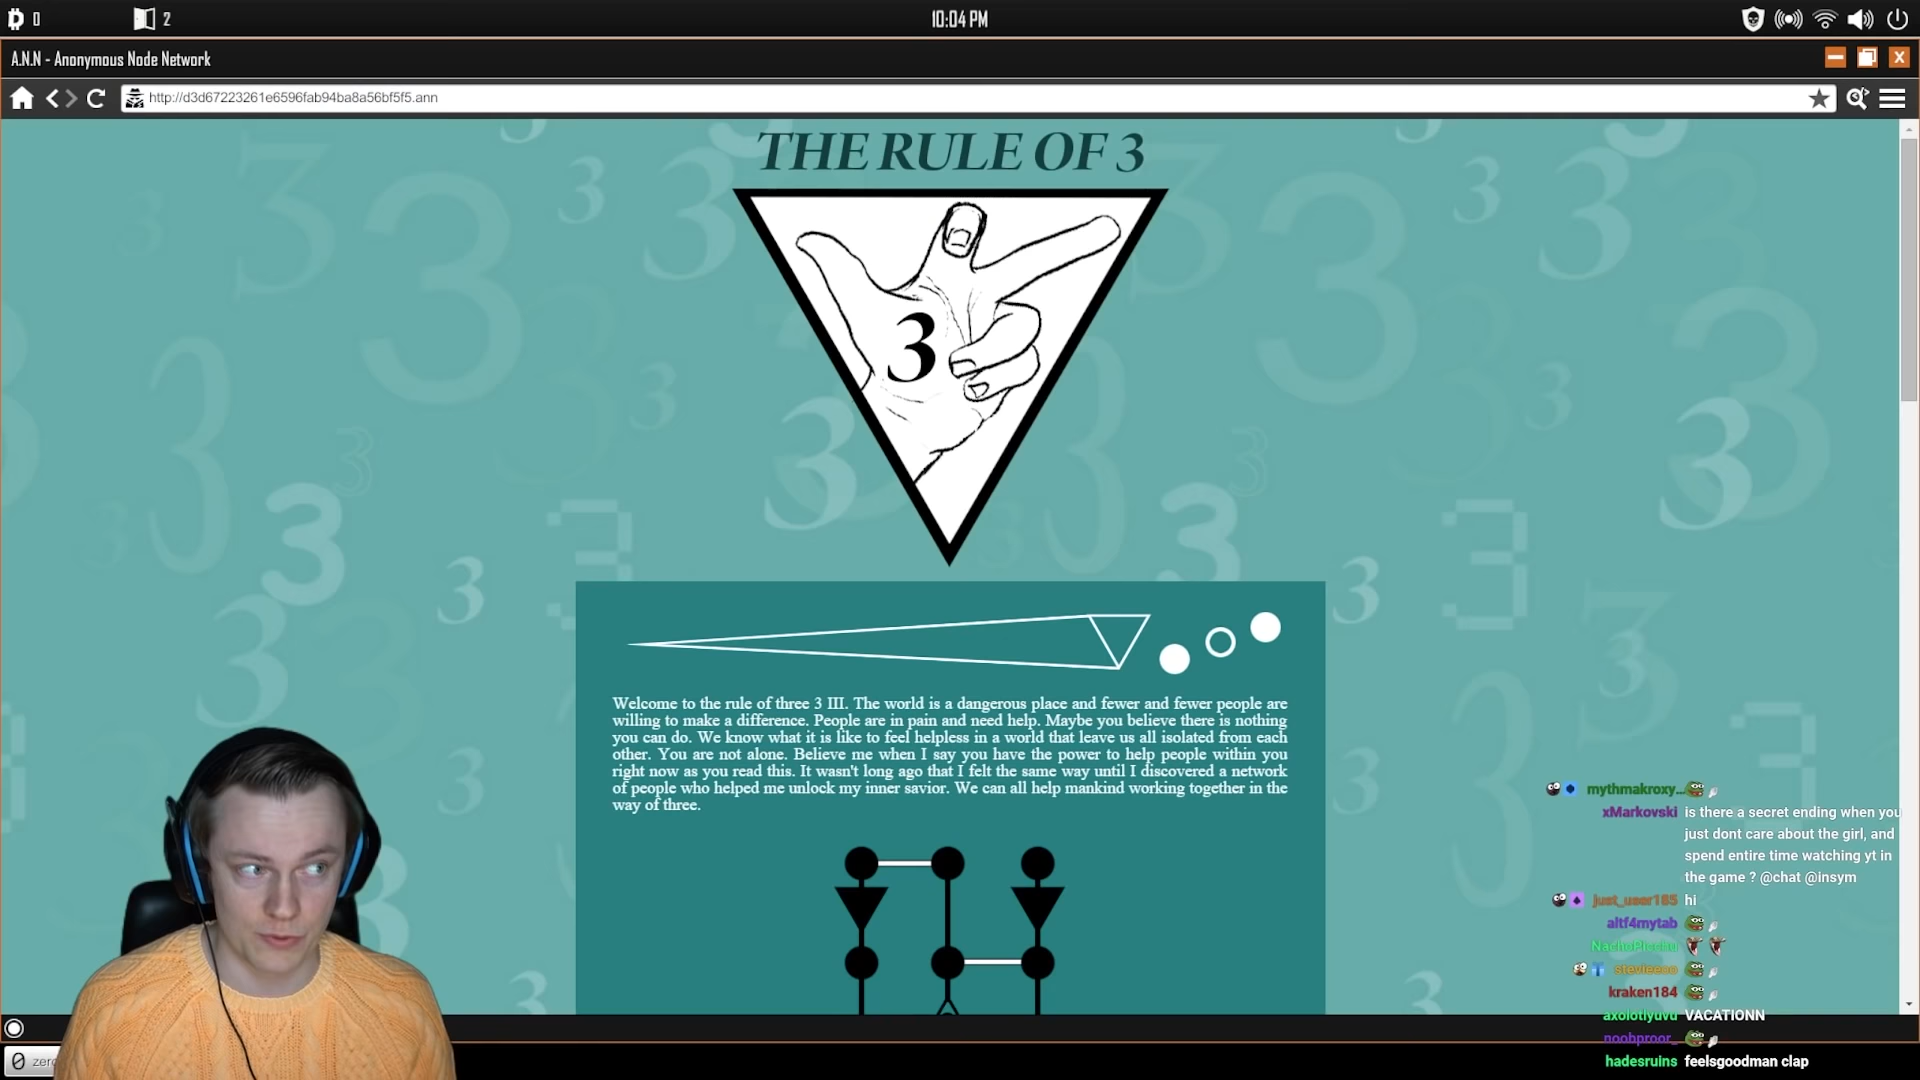 0
2
10:04 PM
A.N.N - Anonymous Node Network
http://d3d67223261e6596fab94ba8a56bf5f5.ann
THE RULE OF 3
3
Welcome to the rule of three 3 III. The world is a dangerous place and fewer and fewer people are
willing to make a difference. People are in pain and need help. Maybe you believe there is nothing
you can do. We know what it is like to feel helpless in a world that leave us all isolated from each
other. You are not alone. Believe me when I say you have the power to help people within you
right now as you read this. It wasn't long ago that I felt the same way until I discovered a network
of people who helped me unlock my inner savior. We can all help mankind working together in the
way of three.
mythmakroxy...
xMarkovski is there a secret ending when you
just dont care about the girl, and
spend entire time watching yt in
the game ? @chat @insym
just_user185 hi
altf4mytab
stevieeoo
kraken184
axolotlyuvu VACATIONN
noobproor_
hadesruins feelsgoodman clap
zero